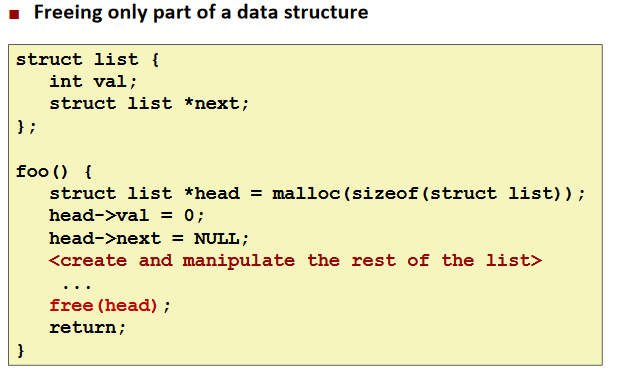 Freeing only part of a data structure
struct list {
   int val;
   struct list *next;
};

foo() {
   struct list *head = malloc(sizeof(struct list));
   head->val = 0;
   head->next = NULL;
   <create and manipulate the rest of the list>
    ...
   free(head);
   return;
}